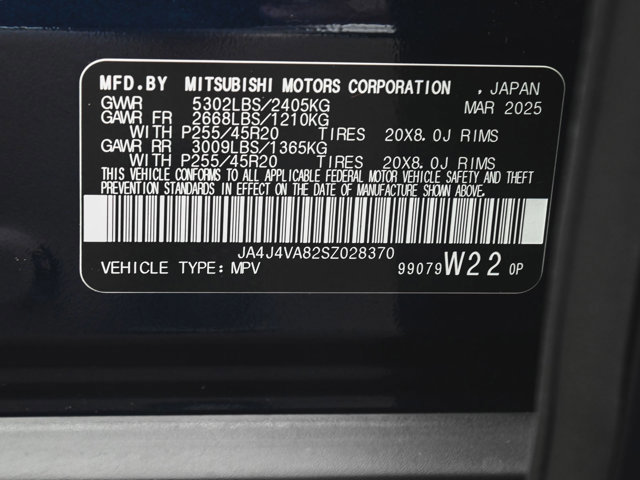 MFD.BY MITSUBISHI MOTORS CORPORATION , JAPAN
GVWR 5302LBS/2405KG MAR 2025
GAWR FR 2668LBS/1210KG
WITH P255/45R20 TIRES 20X8.0J RIMS
GAWR RR 3009LBS/1365KG
WITH P255/45R20 TIRES 20X8.0J RIMS
THIS VEHICLE CONFORMS TO ALL APPLICABLE FEDERAL MOTOR VEHICLE SAFETY AND THEFT
PREVENTION STANDARDS IN EFFECT ON THE DATE OF MANUFACTURE SHOWN ABOVE.
JA4J4VA82SZ028370
VEHICLE TYPE: MPV 99079 W22 0P